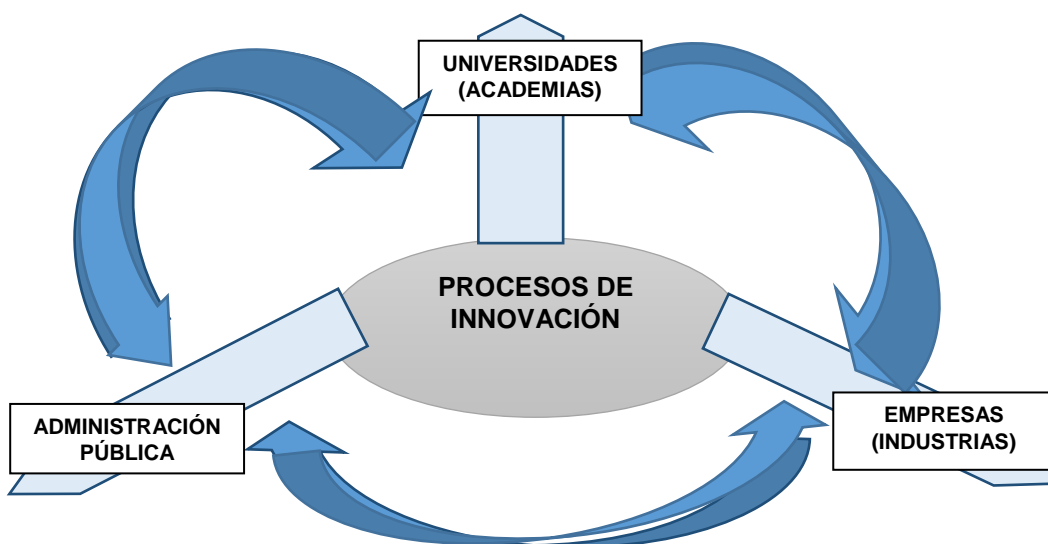 UNIVERSIDADES
(ACADEMIAS)
PROCESOS DE
INNOVACIÓN
ADMINISTRACIÓN
PÚBLICA
EMPRESAS
(INDUSTRIAS)